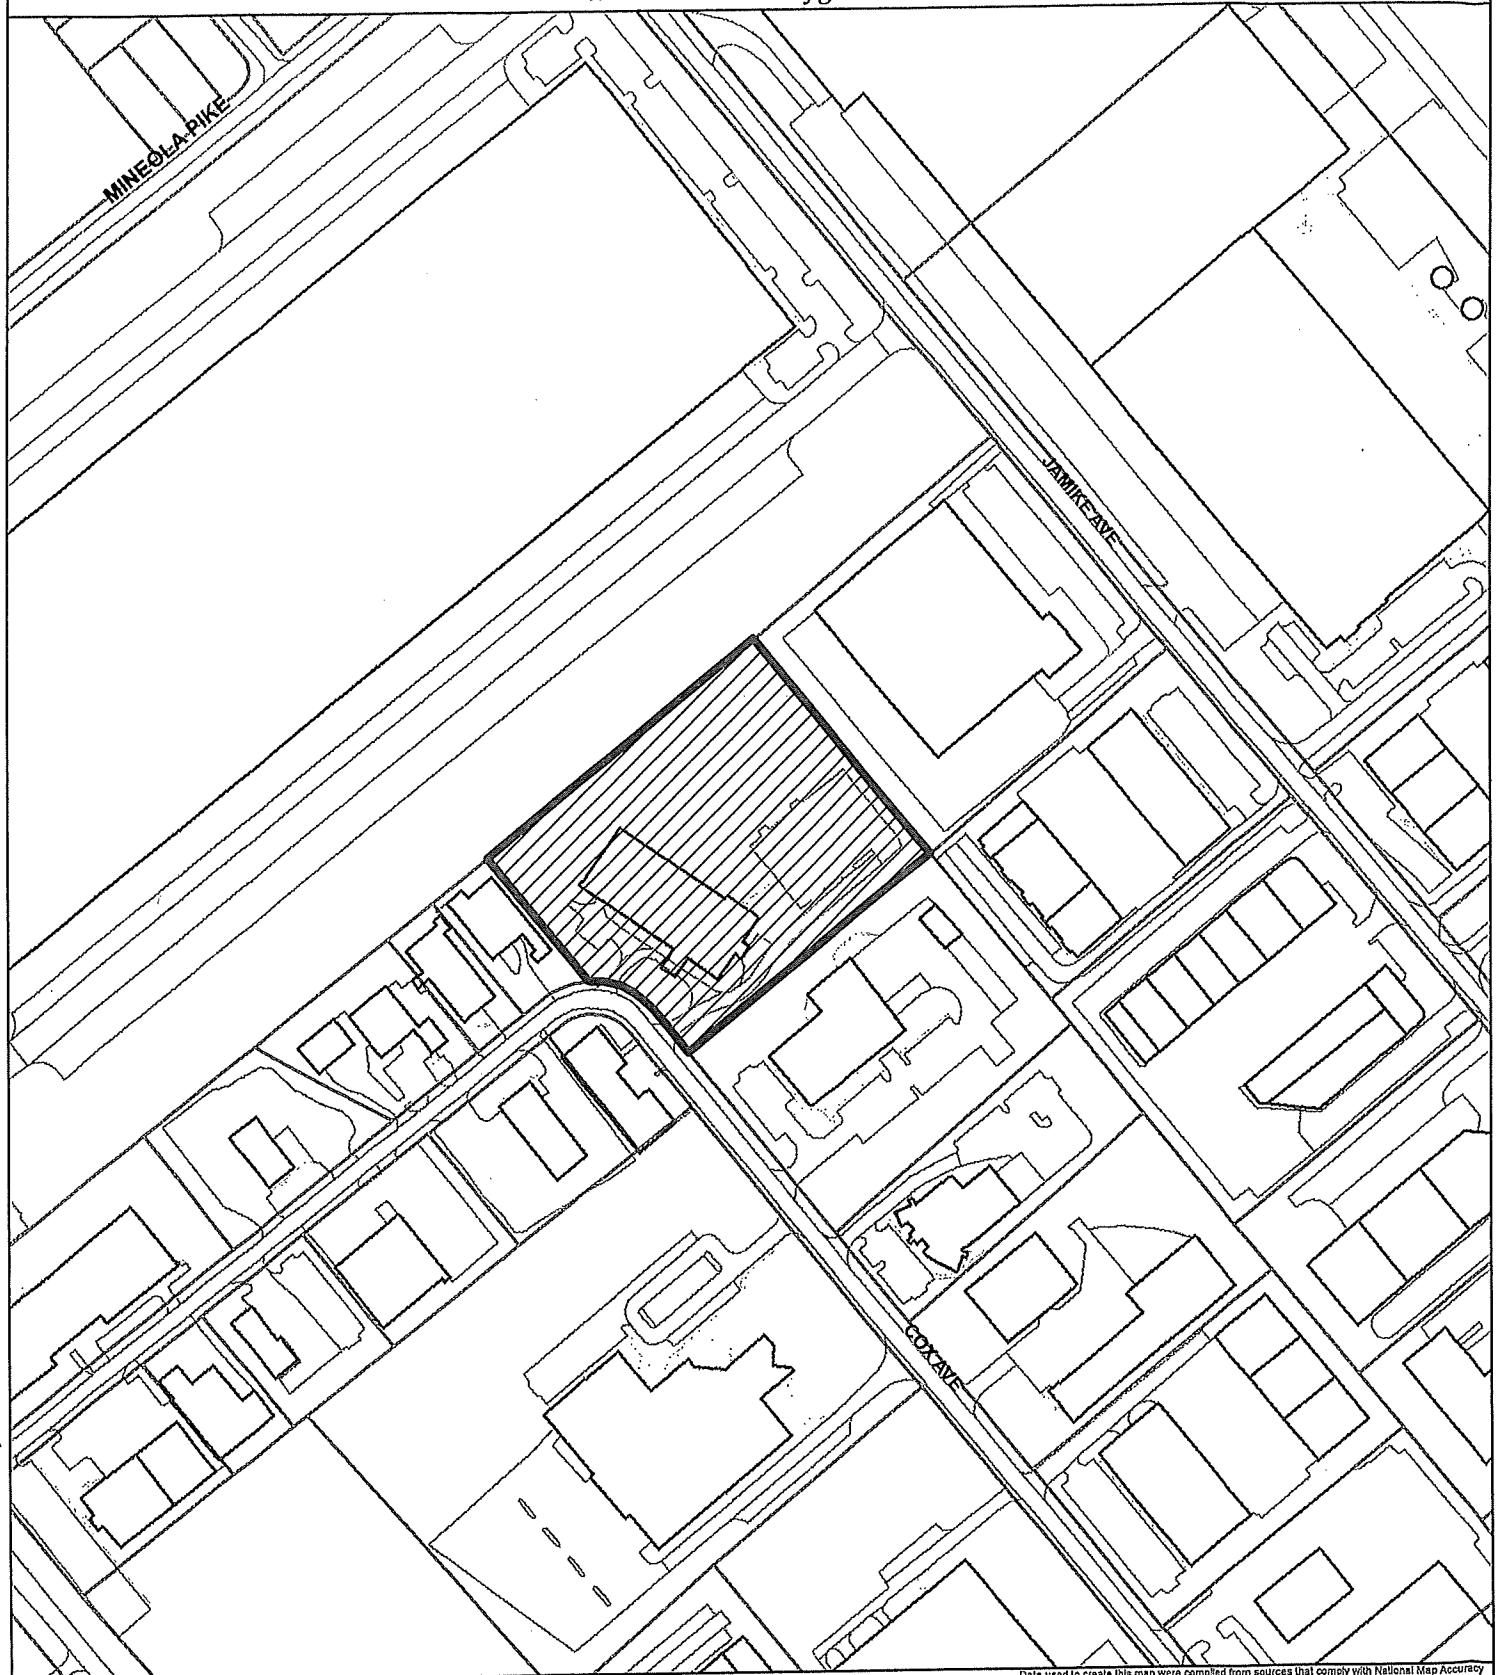 MINEOLA PIKE
JAMIKE AVE
COX AVE
Data used to create this map were compiled from sources that comply with National Map Accuracy